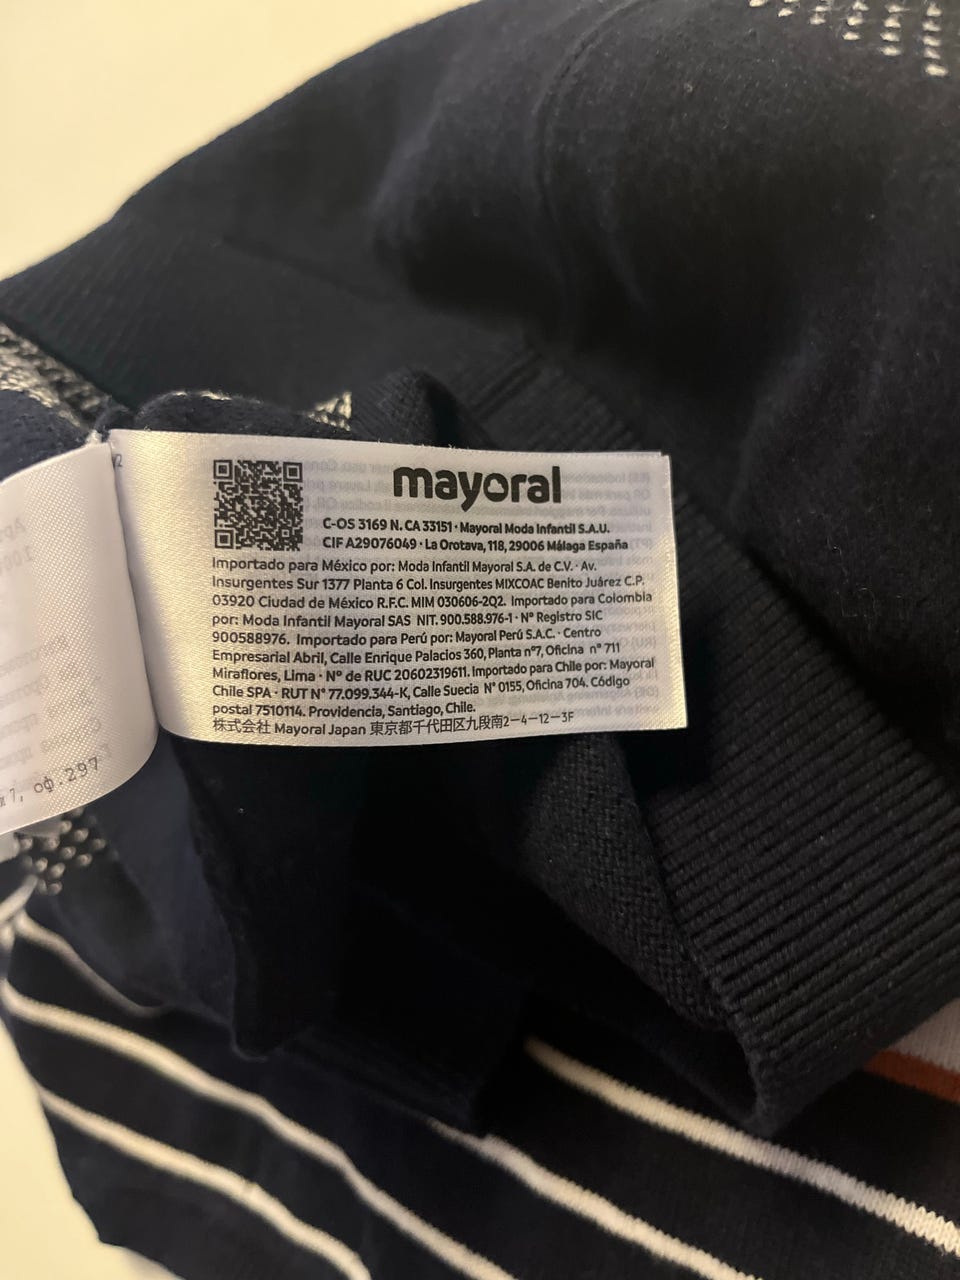 mayoral
C-OS 3169 N. CA 33151 · Mayoral Moda Infantil S.A.U.
CIF A29076049 · La Orotava, 118, 29006 Málaga España
Importado para México por: Moda Infantil Mayoral S.A. de C.V. · Av.
Insurgentes Sur 1377 Planta 6 Col. Insurgentes MIXCOAC Benito Juárez C.P.
03920 Ciudad de México R.F.C. MIM 030606-2Q2. Importado para Colombia
por: Moda Infantil Mayoral SAS NIT. 900.588.976-1 · Nº Registro SIC
900588976. Importado para Perú por: Mayoral Perú S.A.C. · Centro
Empresarial Abril, Calle Enrique Palacios 360, Planta nº7, Oficina nº 711
Miraflores, Lima · Nº de RUC 20602319611. Importado para Chile por: Mayoral
Chile SPA · RUT Nº 77.099.344-K, Calle Suecia Nº 0155, Oficina 704. Código
postal 7510114. Providencia, Santiago, Chile.
株式会社 Mayoral Japan 東京都千代田区九段南2-4-12-3F
7, оф.297